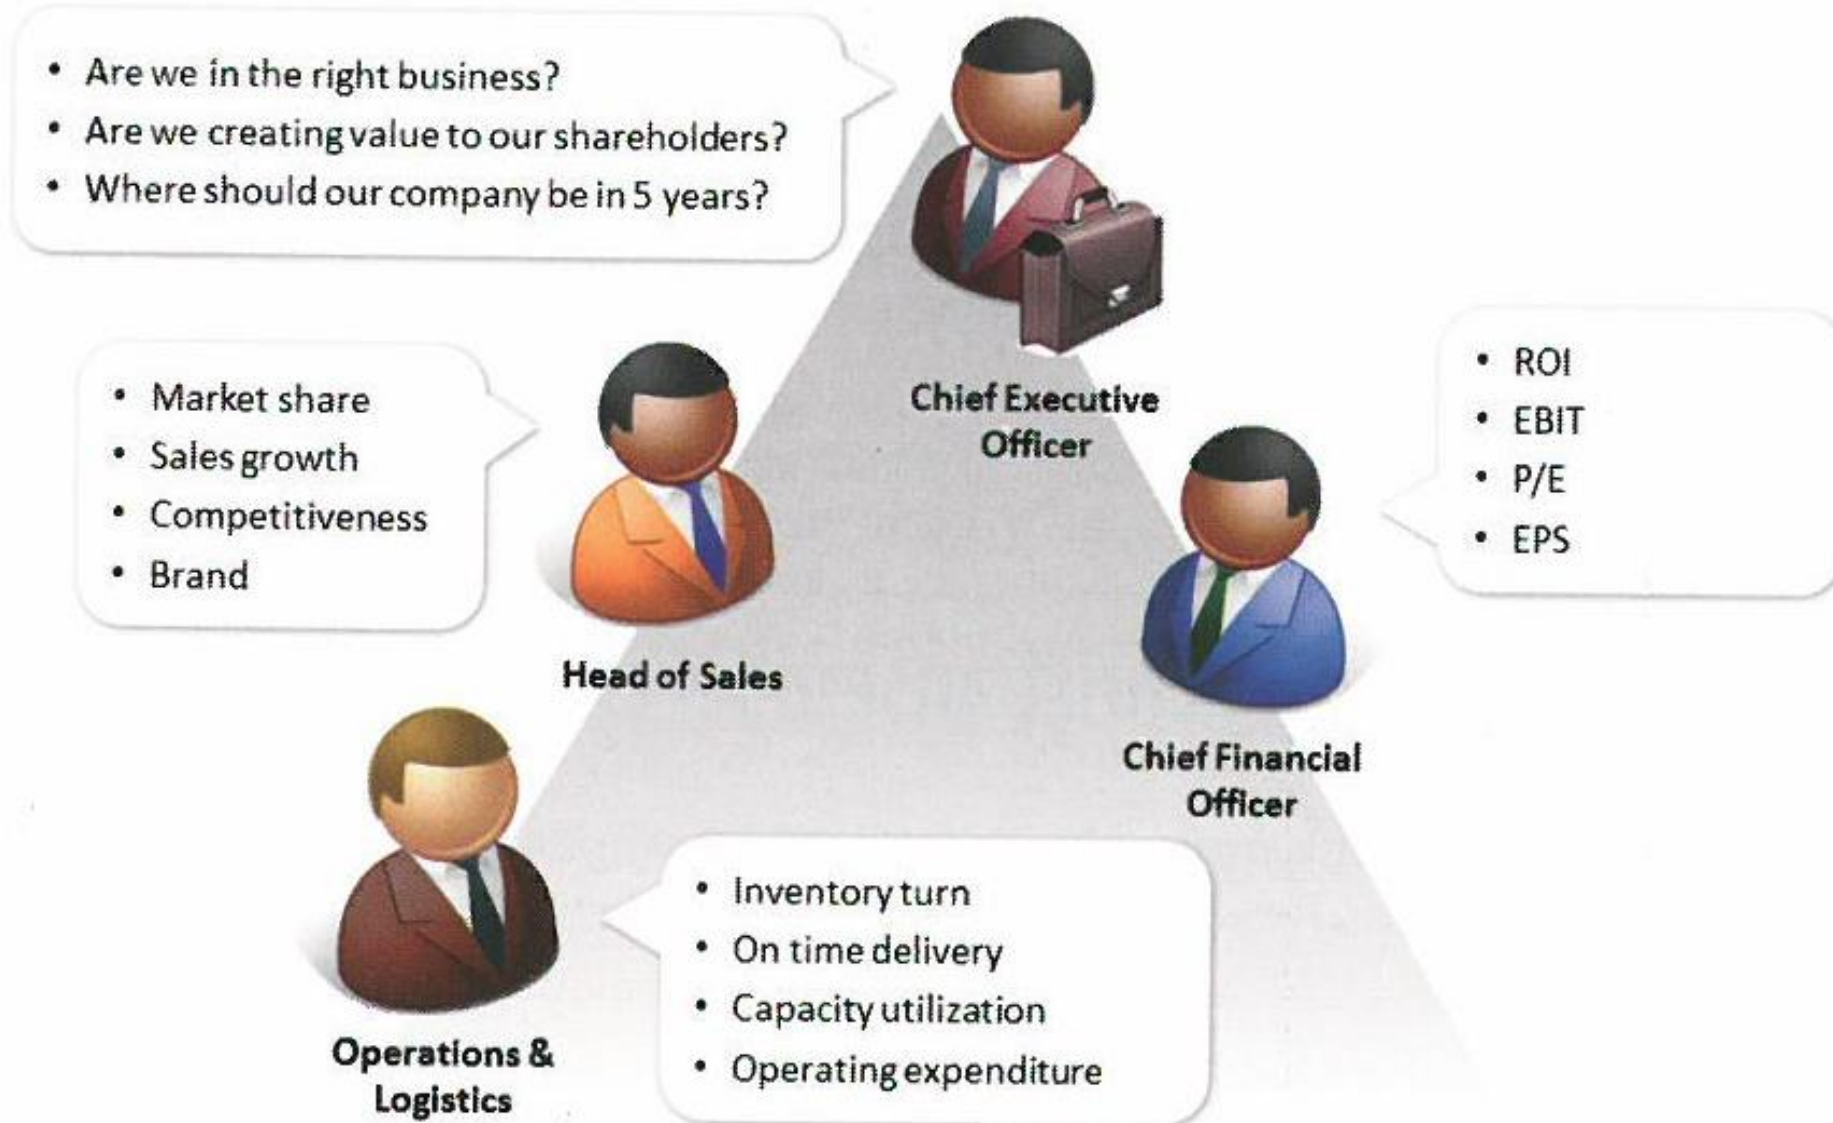 • Are we in the right business?
• Are we creating value to our shareholders?
• Where should our company be in 5 years?
Chief Executive
Officer
• Market share
• Sales growth
• Competitiveness
• Brand
Head of Sales
• ROI
• EBIT
• P/E
• EPS
Chief Financial
Officer
• Inventory turn
• On time delivery
• Capacity utilization
• Operating expenditure
Operations &
Logistics